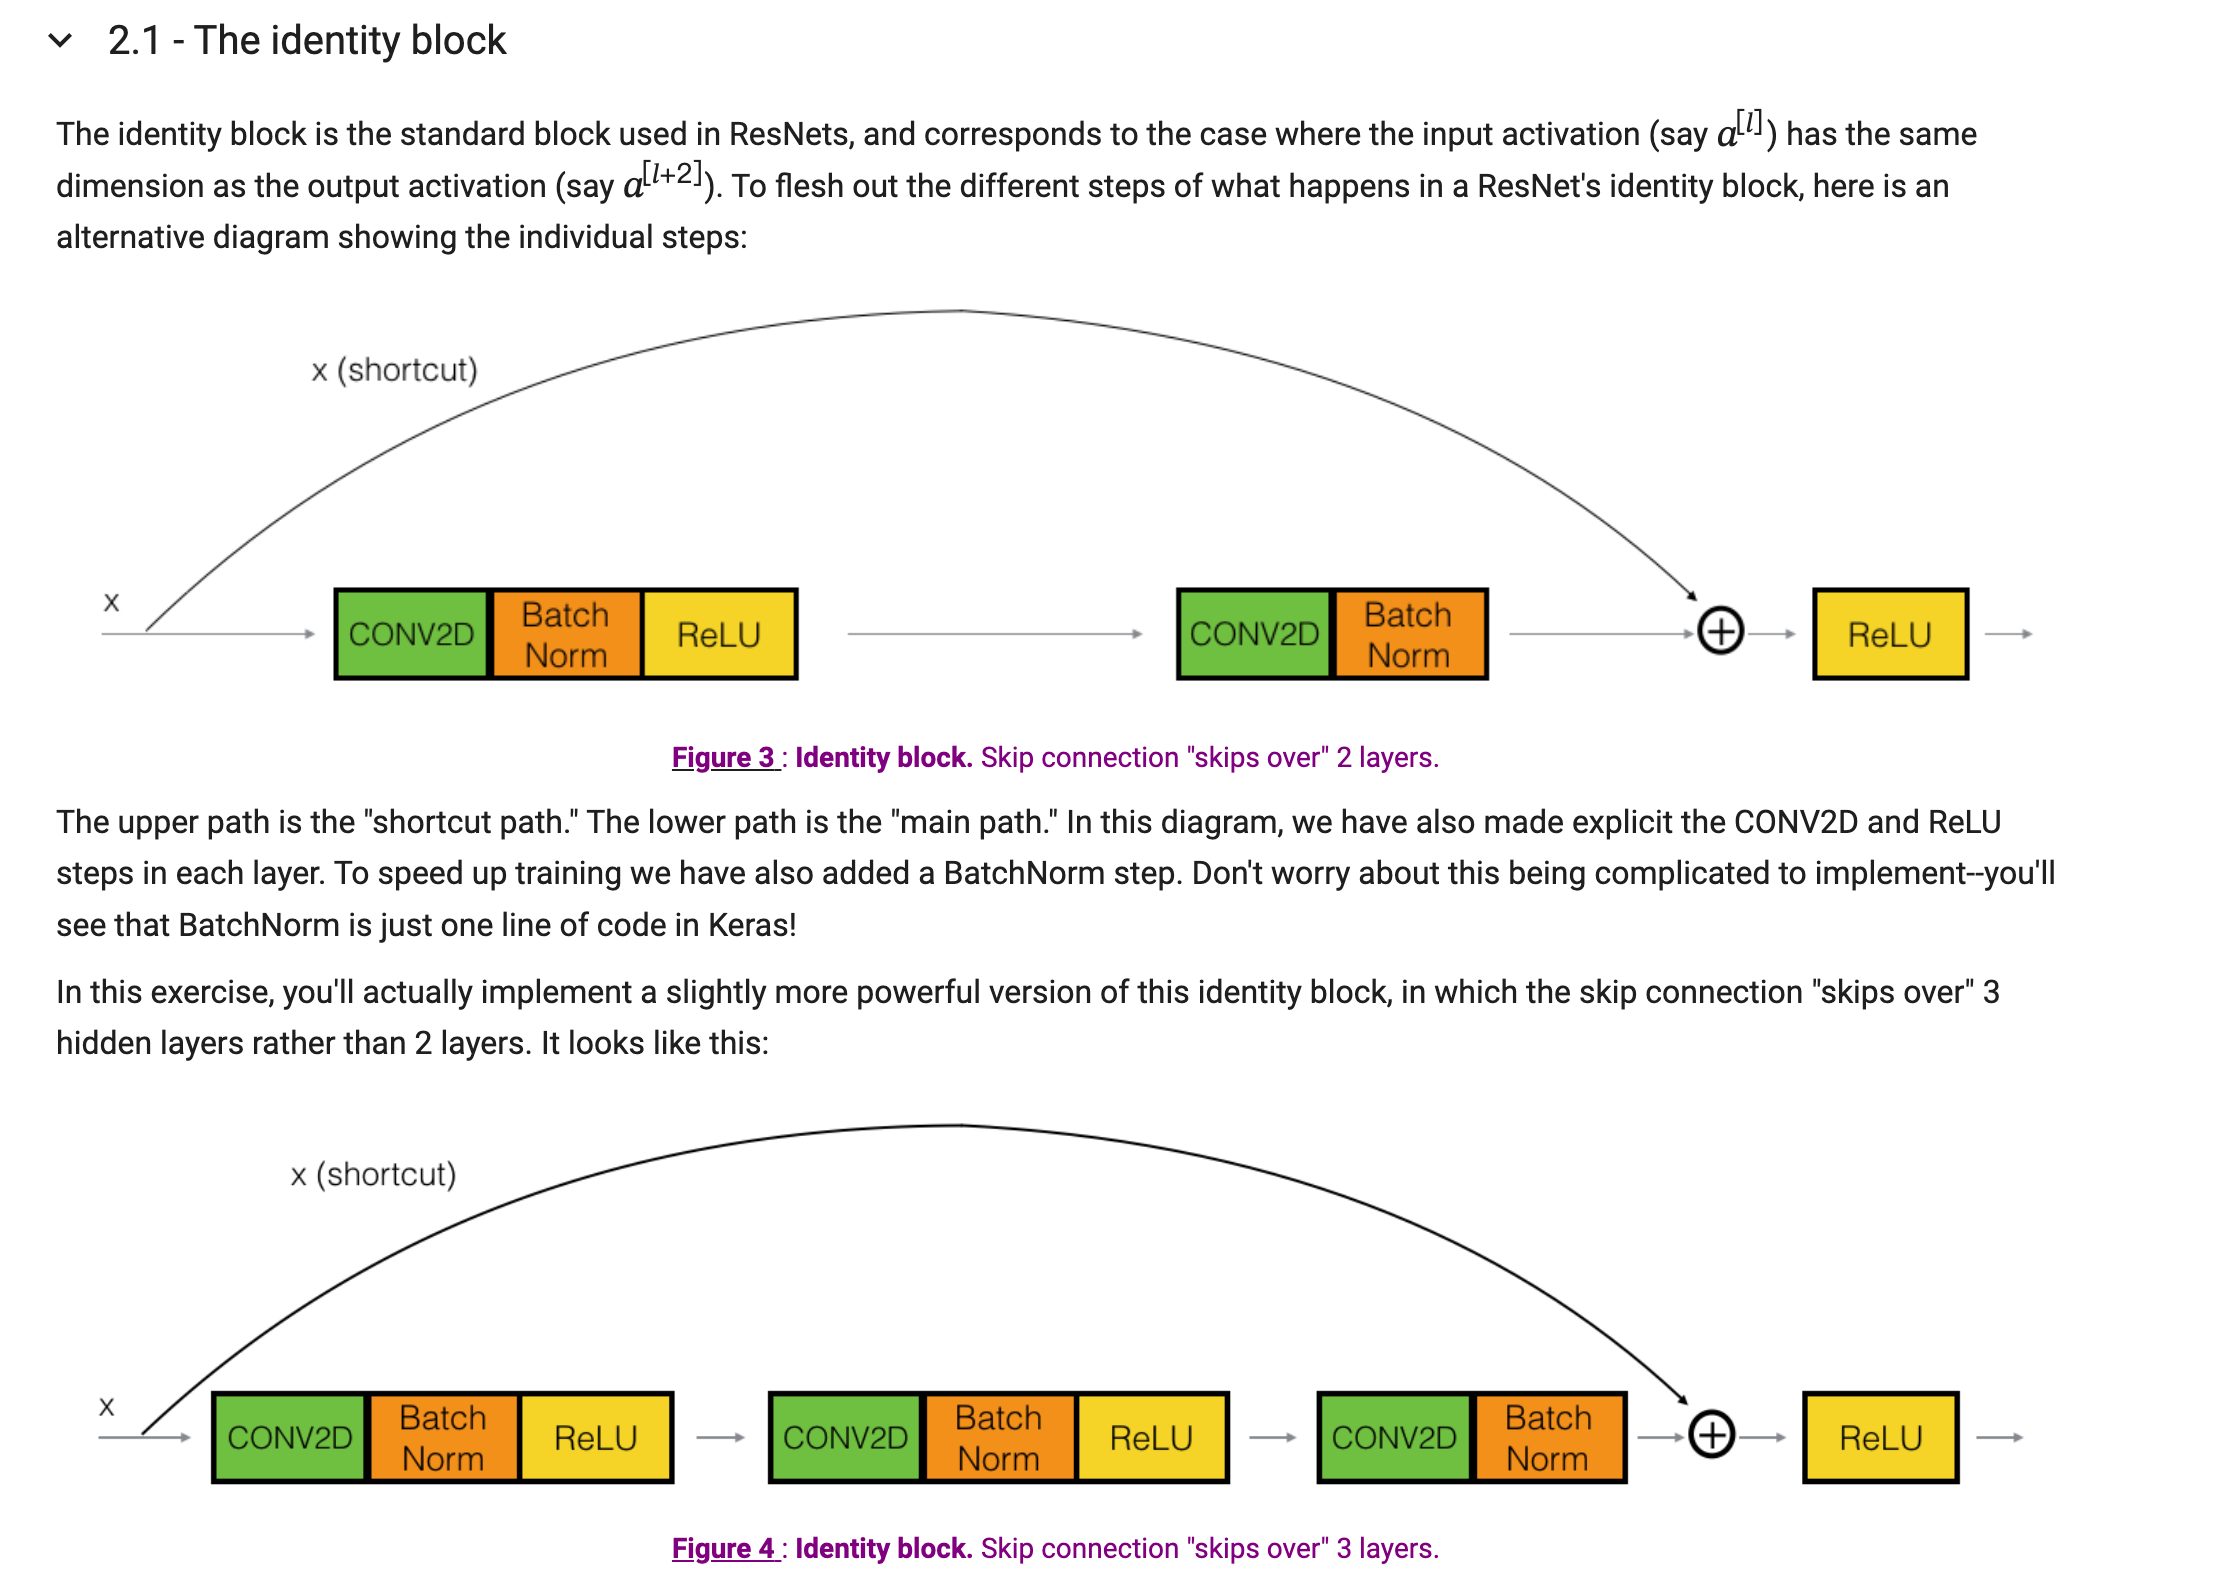 2.1 - The identity block
The identity block is the standard block used in ResNets, and corresponds to the case where the input activation (say a^[l]) has the same
dimension as the output activation (say a^[l+2]). To flesh out the different steps of what happens in a ResNet's identity block, here is an
alternative diagram showing the individual steps:
x (shortcut)
x
CONV2D
Batch
Norm
ReLU
CONV2D
Batch
Norm
+
ReLU
Figure 3 : Identity block. Skip connection "skips over" 2 layers.
The upper path is the "shortcut path." The lower path is the "main path." In this diagram, we have also made explicit the CONV2D and ReLU
steps in each layer. To speed up training we have also added a BatchNorm step. Don't worry about this being complicated to implement--you'll
see that BatchNorm is just one line of code in Keras!
In this exercise, you'll actually implement a slightly more powerful version of this identity block, in which the skip connection "skips over" 3
hidden layers rather than 2 layers. It looks like this:
x (shortcut)
x
CONV2D
Batch
Norm
ReLU
CONV2D
Batch
Norm
ReLU
CONV2D
Batch
Norm
+
ReLU
Figure 4 : Identity block. Skip connection "skips over" 3 layers.